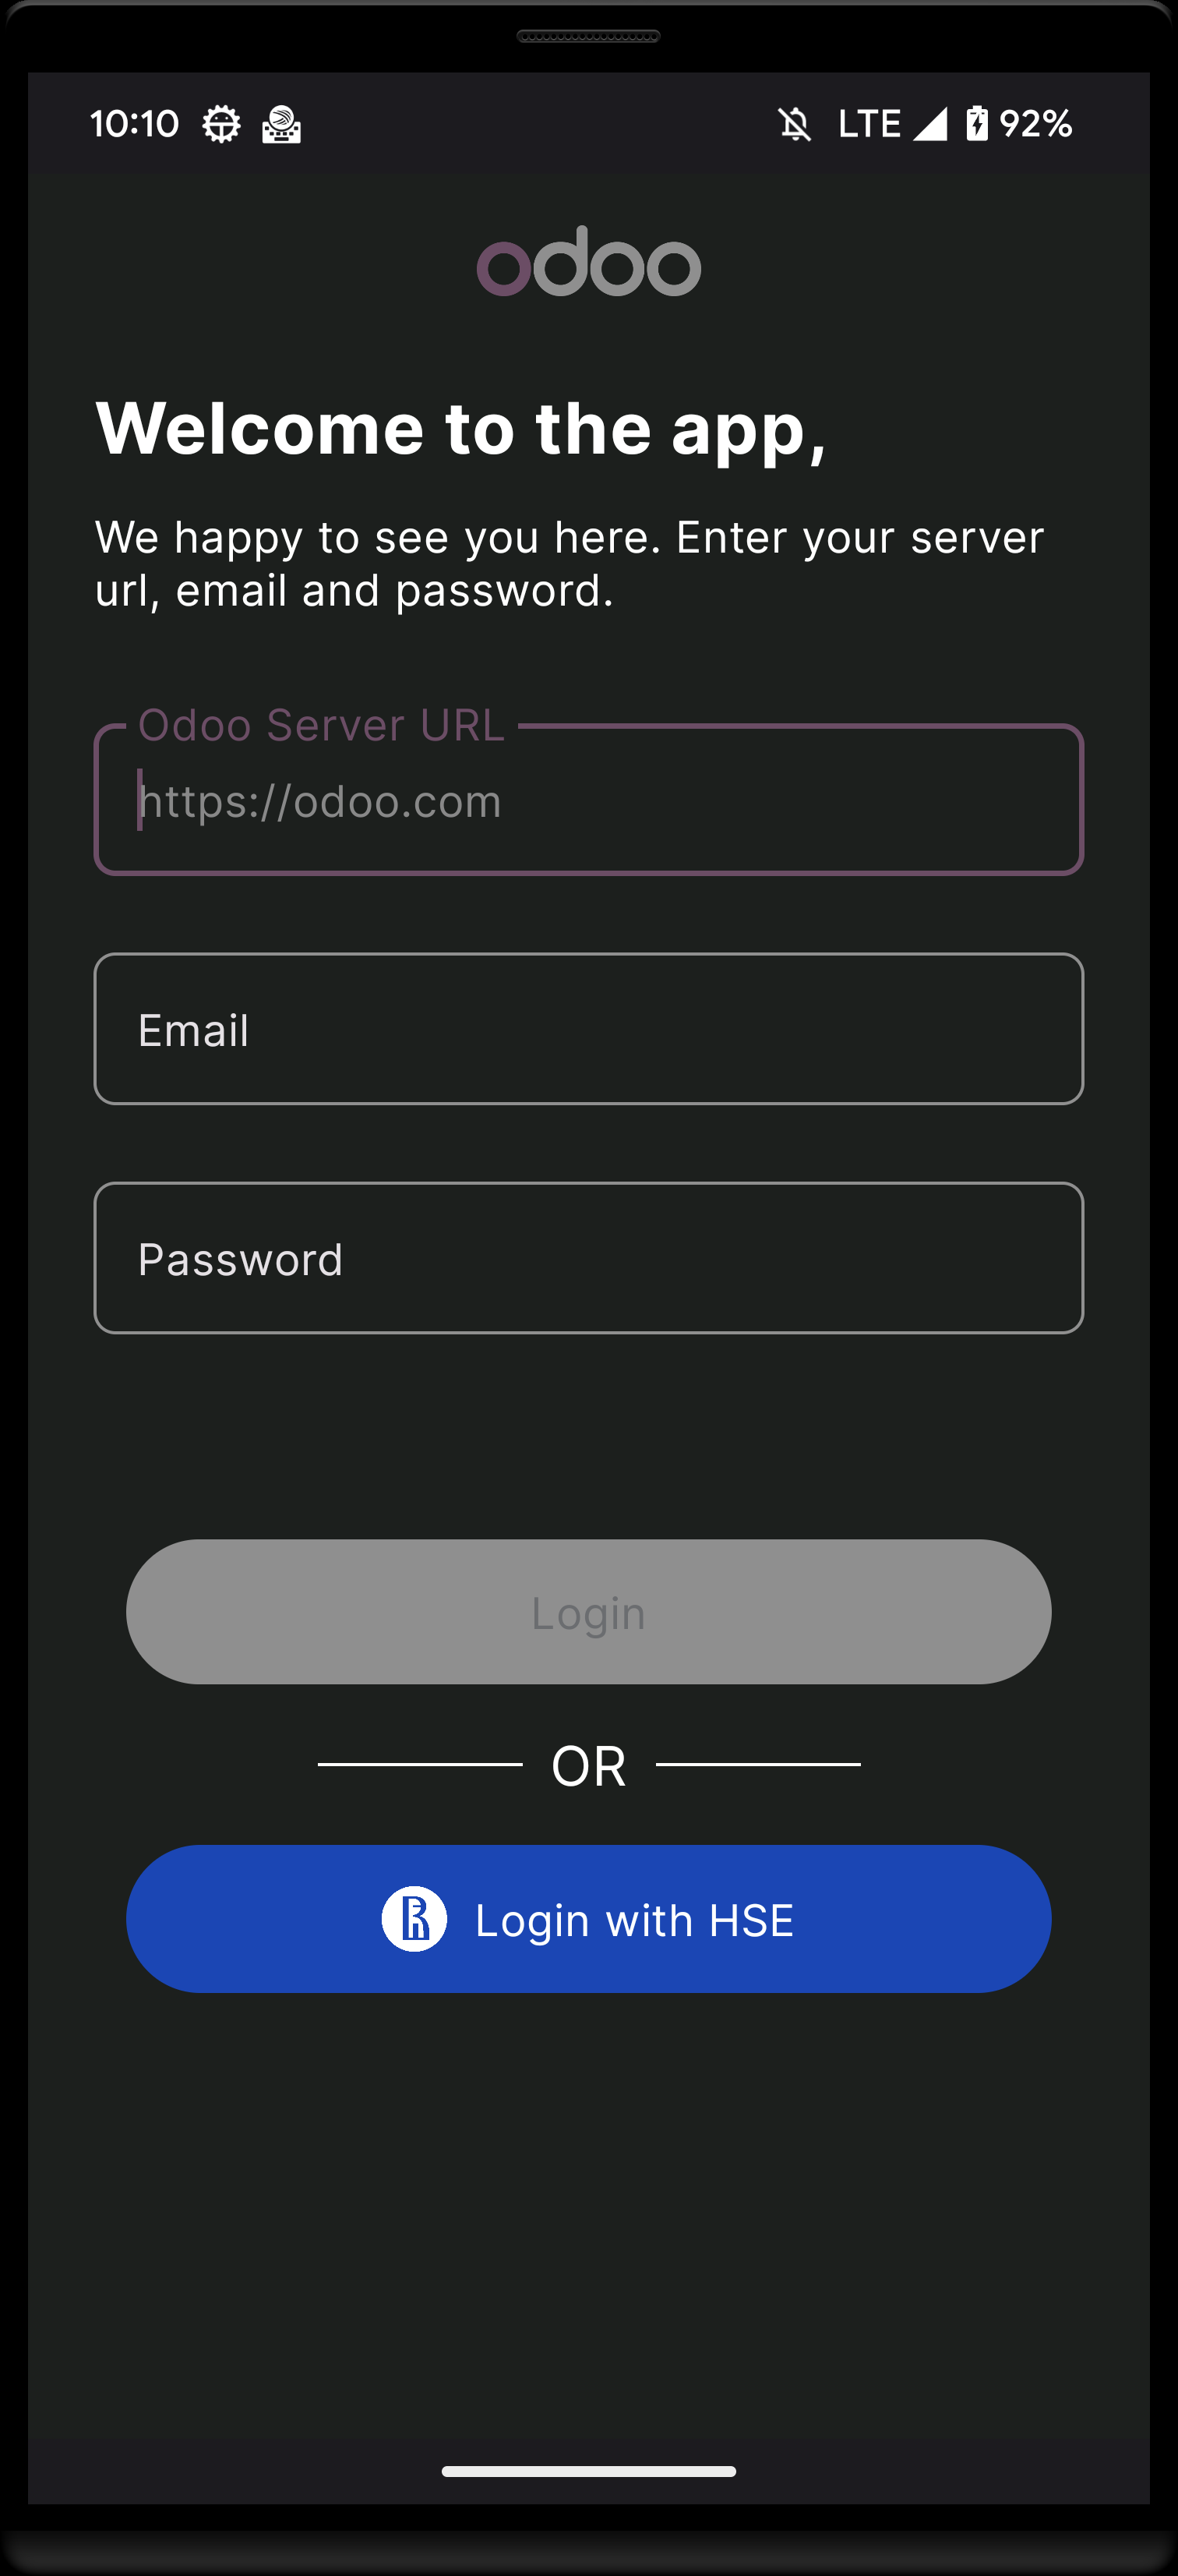 10:10 LTE 92%
odoo
Welcome to the app,
We happy to see you here. Enter your server
url, email and password.
Odoo Server URL
https://odoo.com
Email
Password
Login
OR
Login with HSE